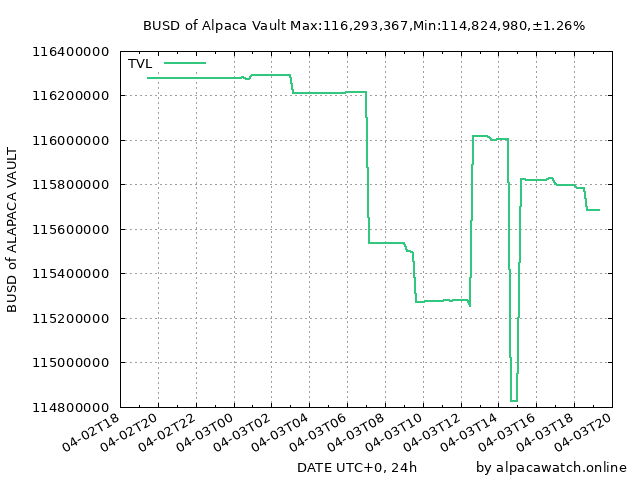 BUSD of Alpaca Vault Max:116,293,367,Min:114,824,980,±1.26%
TVL
116400000
116200000
116000000
115800000
115600000
115400000
115200000
115000000
114800000
BUSD of ALAPACA VAULT
04-02T18
04-02T20
04-02T22
04-03T00
04-03T02
04-03T04
04-03T06
04-03T08
04-03T10
04-03T12
04-03T14
04-03T16
04-03T18
04-03T20
DATE UTC+0, 24h
by alpacawatch.online